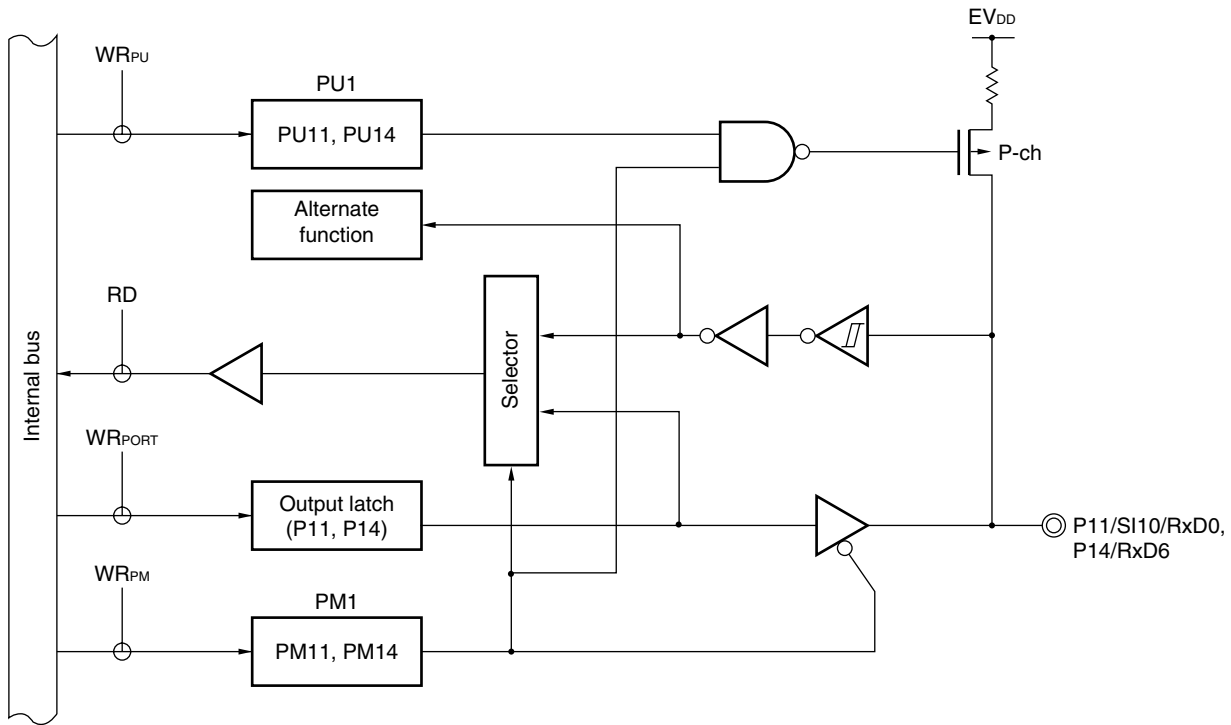 EVDD
WRPU
PU1
PU11, PU14
P-ch
Alternate
function
RD
Selector
Internal bus
WRPORT
Output latch
(P11, P14)
P11/SI10/RxD0,
P14/RxD6
WRPM
PM1
PM11, PM14